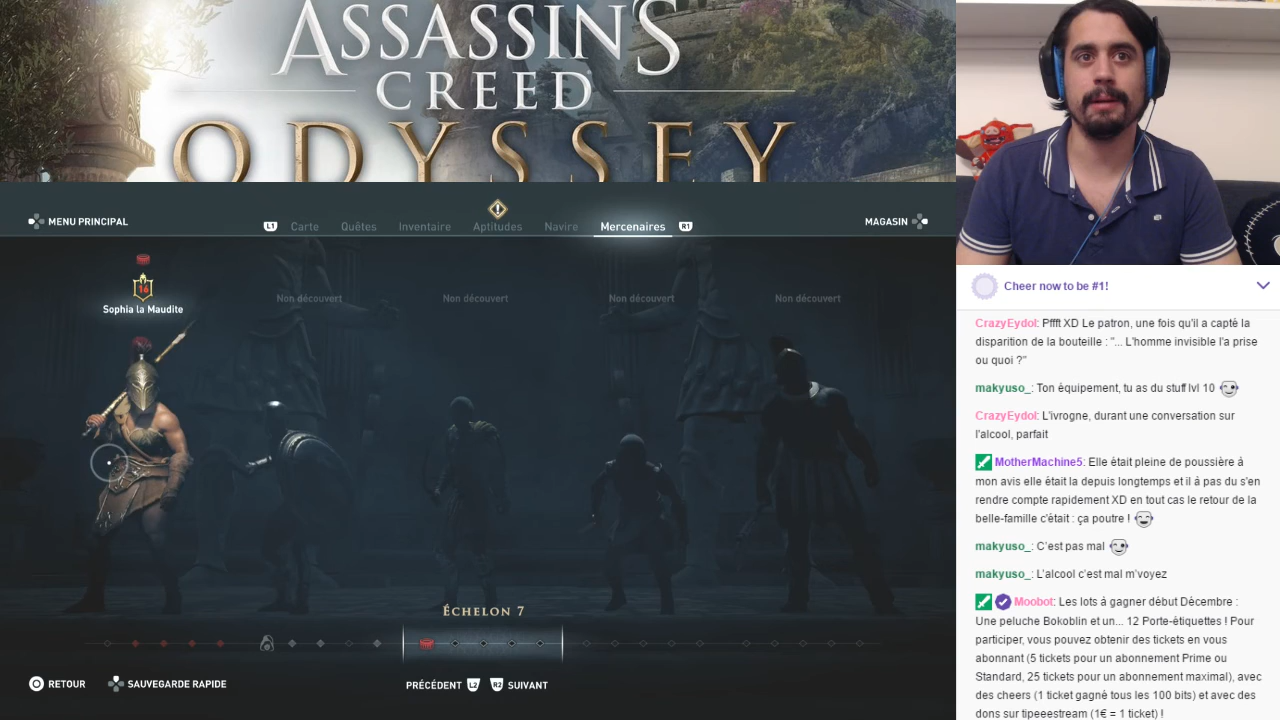 ASSASSIN'S
CREED
ODYSSEY
MENU PRINCIPAL
L1 Carte Quêtes Inventaire Aptitudes Navire Mercenaires R1
MAGASIN
16
Sophia la Maudite
Non découvert
Non découvert
Non découvert
Non découvert
ÉCHELON 7
RETOUR
SAUVEGARDE RAPIDE
PRÉCÉDENT L2 R2 SUIVANT
Cheer now to be #1!
CrazyEydol: Pffft XD Le patron, une fois qu'il a capté la
disparition de la bouteille : "... L'homme invisible l'a prise
ou quoi ?"
makyuso_: Ton équipement, tu as du stuff lvl 10
CrazyEydol: L'ivrogne, durant une conversation sur
l'alcool, parfait
MotherMachine5: Elle était pleine de poussière à
mon avis elle était la depuis longtemps et il à pas du s'en
rendre compte rapidement XD en tout cas le retour de la
belle-famille c'était : ça poutre !
makyuso_: C'est pas mal
makyuso_: L'alcool c'est mal m'voyez
Moobot: Les lots à gagner début Décembre :
Une peluche Bokoblin et un... 12 Porte-étiquettes ! Pour
participer, vous pouvez obtenir des tickets en vous
abonnant (5 tickets pour un abonnement Prime ou
Standard, 25 tickets pour un abonnement maximal), avec
des cheers (1 ticket gagné tous les 100 bits) et avec des
dons sur tipeeestream (1€ = 1 ticket) !